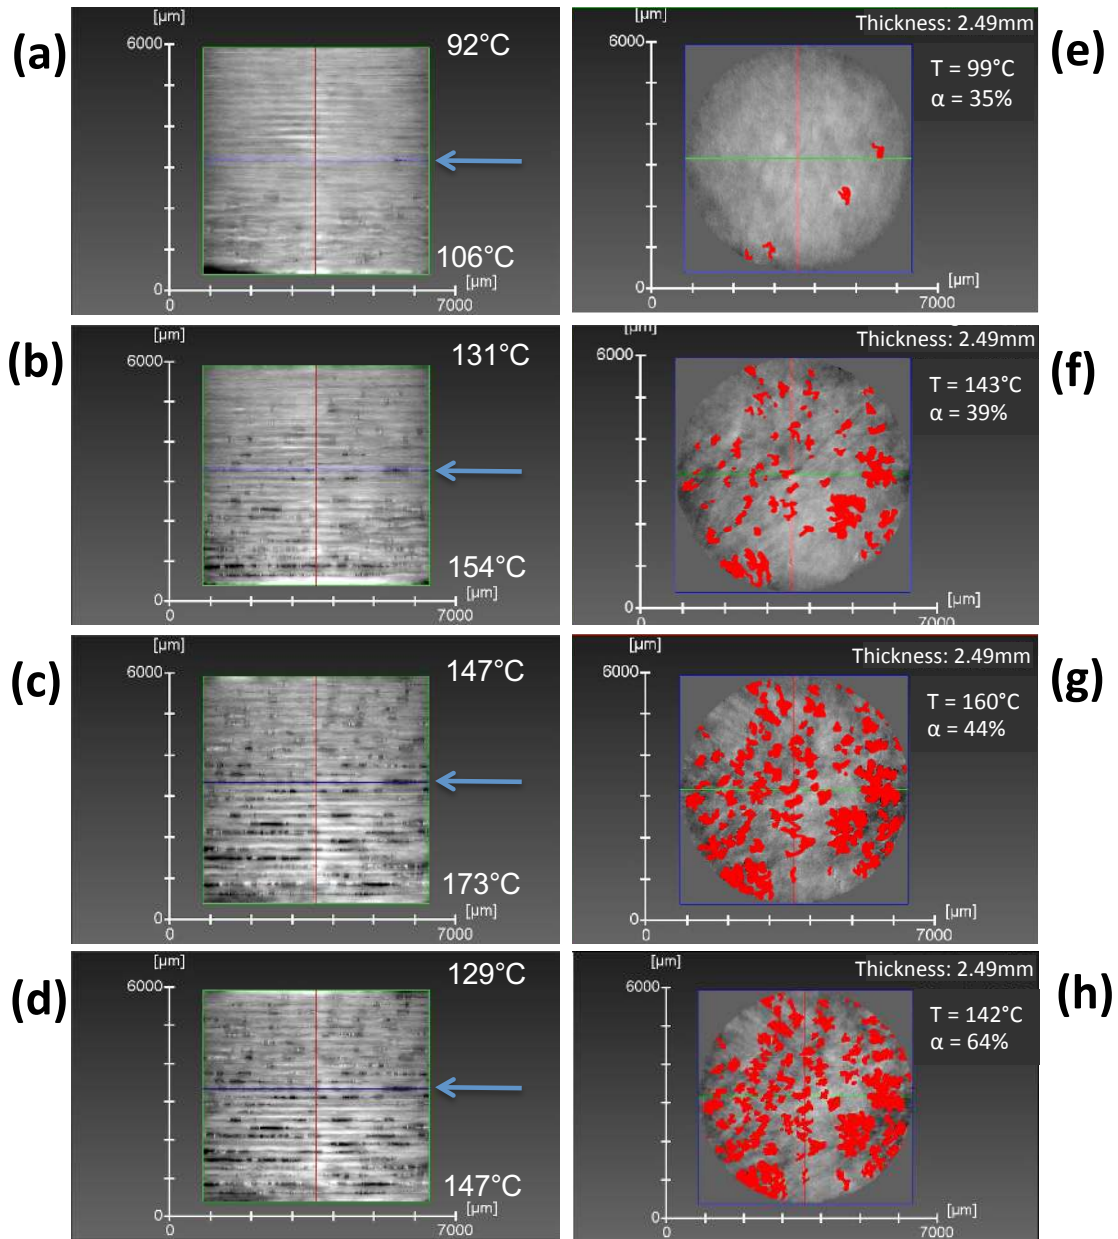 (a)
[µm]
6000
92°C
106°C
[µm]
0
0
7000
(e)
[µm]
Thickness: 2.49mm
6000
T = 99°C
α = 35%
[µm]
0
0
7000
(b)
[µm]
6000
131°C
154°C
[µm]
0
0
7000
(f)
[µm]
Thickness: 2.49mm
6000
T = 143°C
α = 39%
[µm]
0
0
7000
(c)
[µm]
6000
147°C
173°C
[µm]
0
0
7000
(g)
[µm]
Thickness: 2.49mm
6000
T = 160°C
α = 44%
[µm]
0
0
7000
(d)
[µm]
6000
129°C
147°C
[µm]
0
0
7000
(h)
[µm]
Thickness: 2.49mm
6000
T = 142°C
α = 64%
[µm]
0
0
7000